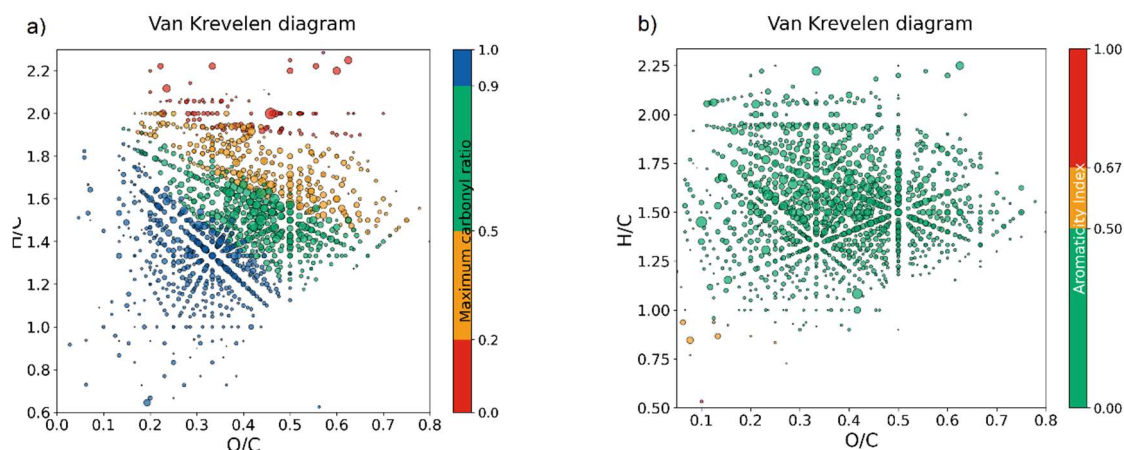 a) Van Krevelen diagram
2.2
2.0
1.8
1.6
1.4
1.2
1.0
0.8
0.6
H/C
0.0 0.1 0.2 0.3 0.4 0.5 0.6 0.7 0.8
O/C
1.0
0.9
0.5
0.2
0.0
Maximum carbonyl ratio
b) Van Krevelen diagram
2.25
2.00
1.75
1.50
1.25
1.00
0.75
0.50
H/C
0.1 0.2 0.3 0.4 0.5 0.6 0.7 0.8
O/C
1.00
0.67
0.50
0.00
Aromaticity Index